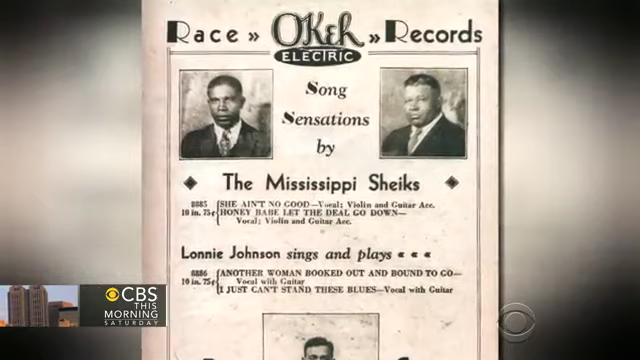 Race » OKeh » Records
ELECTRIC
Song
Sensations
by
The Mississippi Sheiks
8885 { SHE AIN'T NO GOOD—Vocal; Violin and Guitar Acc.
10 in. 75¢ { HONEY BABE LET THE DEAL GO DOWN—
Vocal; Violin and Guitar Acc.
Lonnie Johnson sings and plays « « «
8886 { ANOTHER WOMAN BOOKED OUT AND BOUND TO GO—
10 in. 75¢ { Vocal with Guitar
I JUST CAN'T STAND THESE BLUES—Vocal with Guitar
CBS
THIS
MORNING
SATURDAY